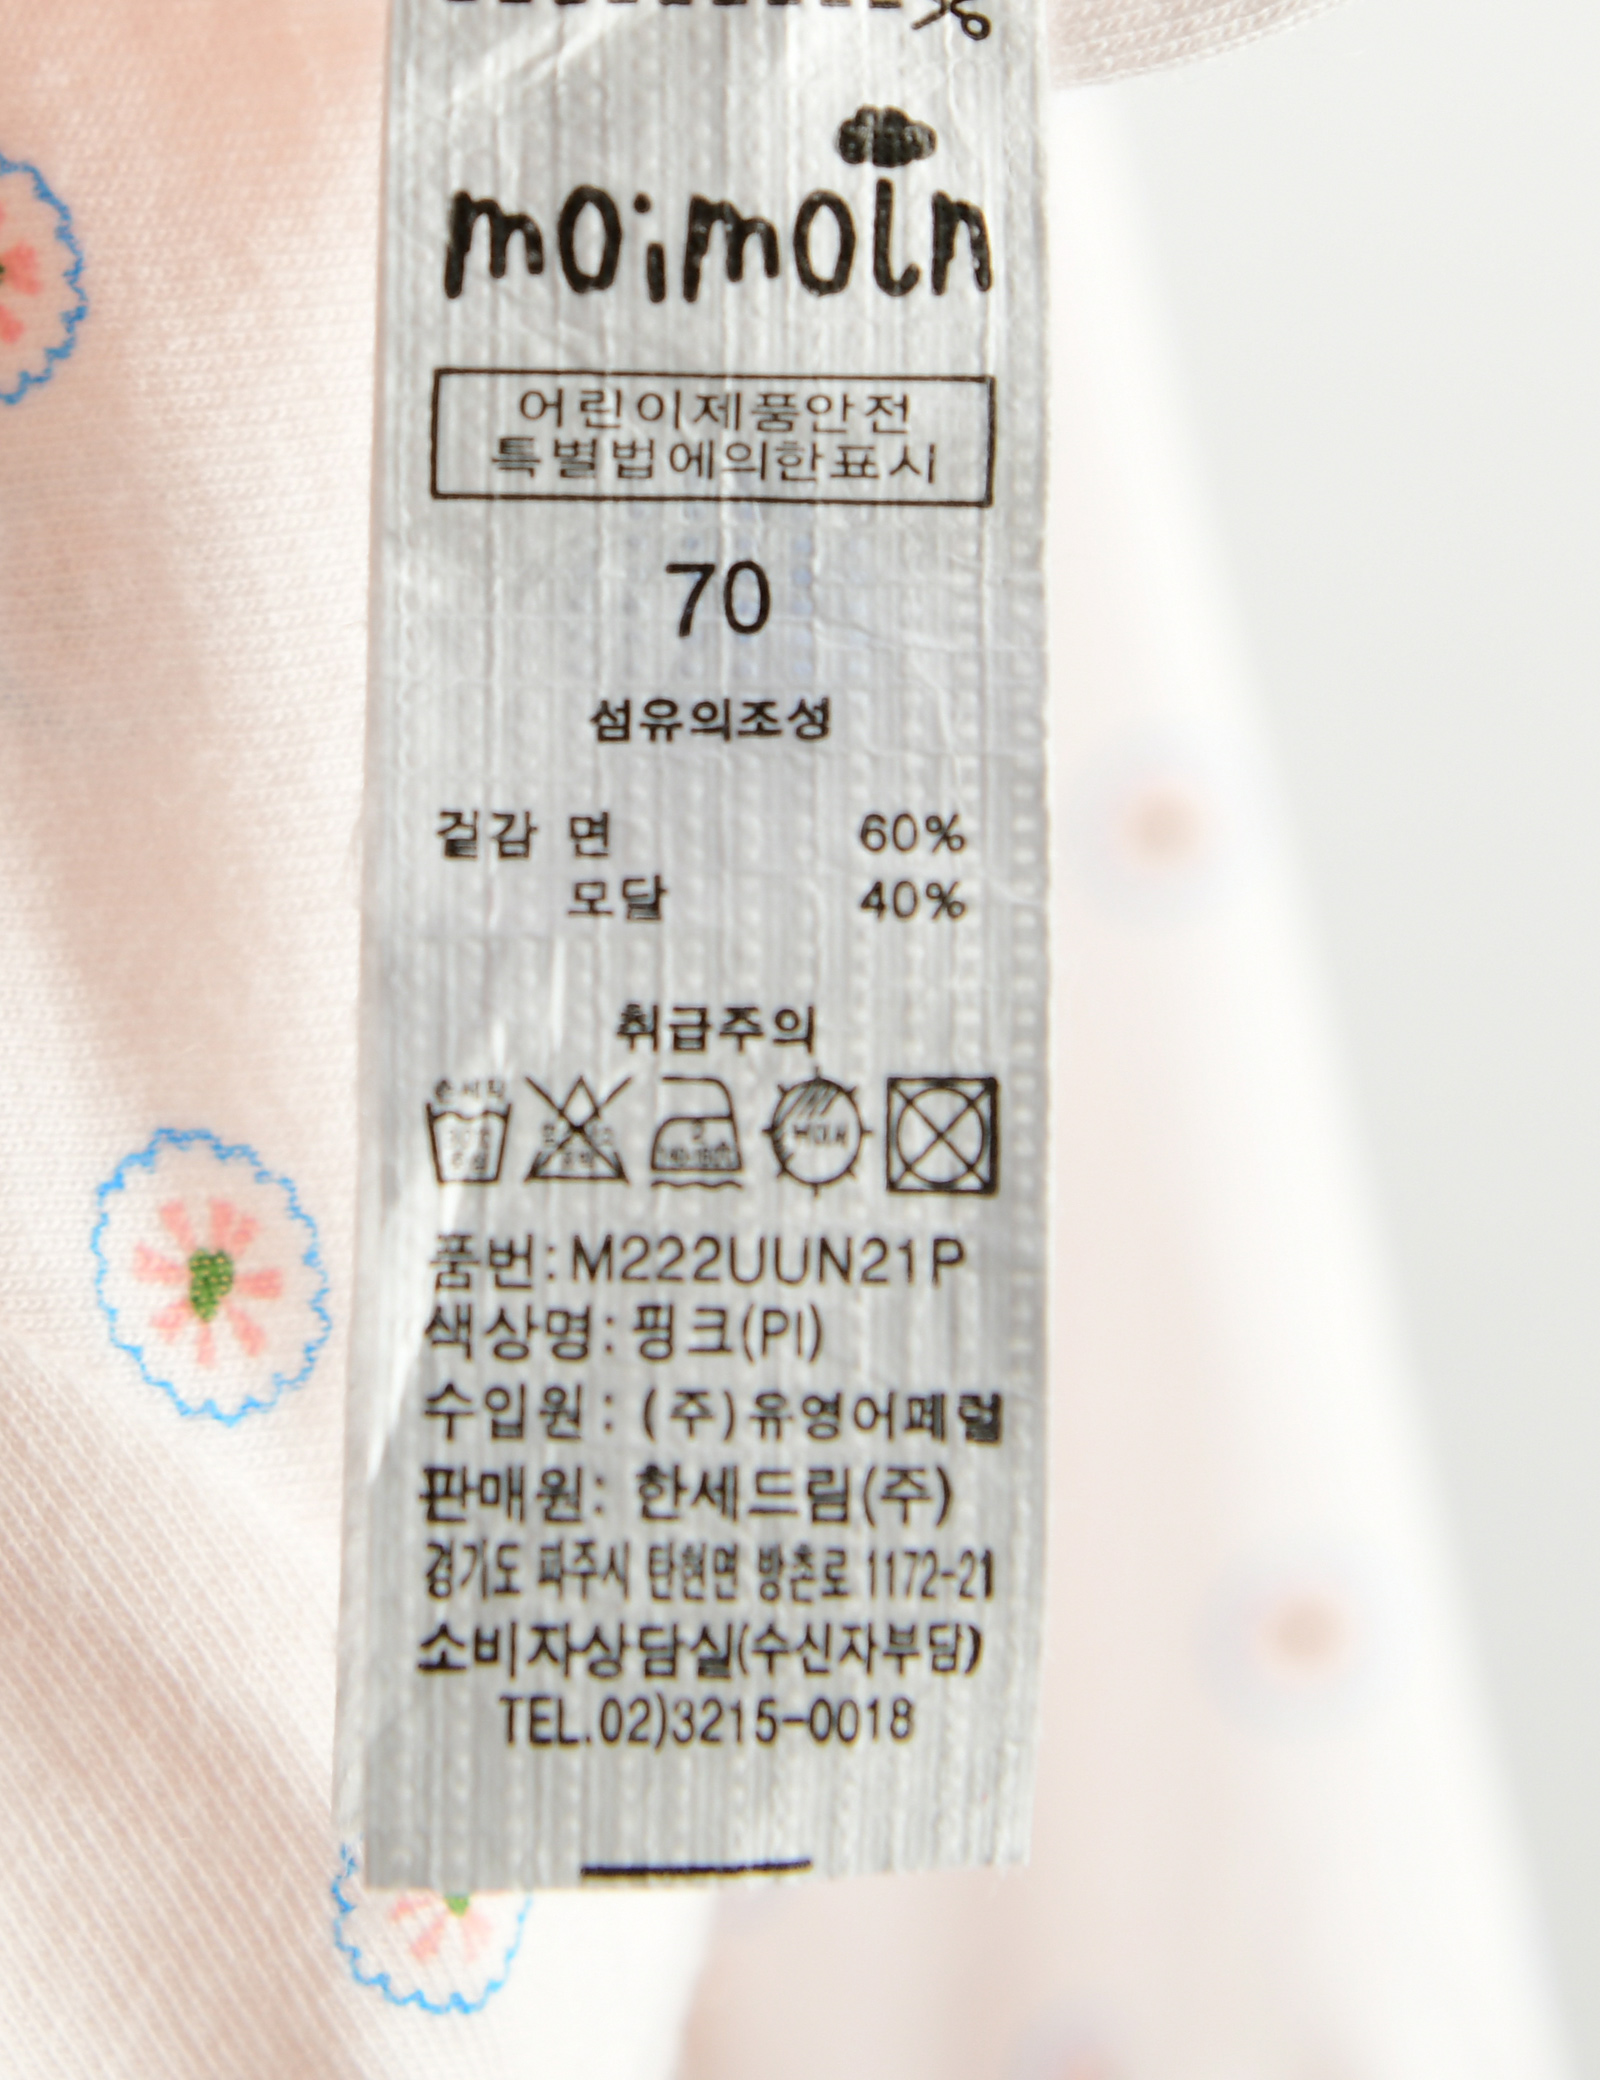 moimoln
어린이제품안전
특별법에의한표시
70
섬유의조성
겉감 면 60%
모달 40%
취급주의
손세탁
품번:M222UUN21P
색상명: 핑크(PI)
수입원: (주)유영어페럴
판매원: 한세드림(주)
경기도 파주시 탄현면 방촌로 1172-21
소비자상담실(수신자부담)
TEL.02)3215-0018